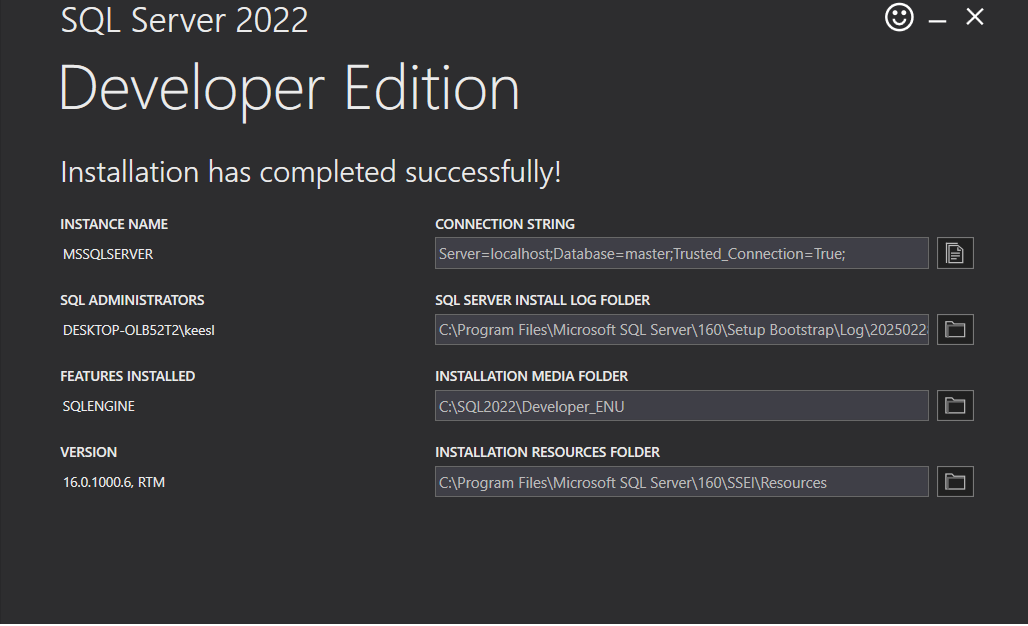 SQL Server 2022
Developer Edition
Installation has completed successfully!
INSTANCE NAME
MSSQLSERVER
CONNECTION STRING
Server=localhost;Database=master;Trusted_Connection=True;
SQL ADMINISTRATORS
DESKTOP-OLB52T2\keesl
SQL SERVER INSTALL LOG FOLDER
C:\Program Files\Microsoft SQL Server\160\Setup Bootstrap\Log\2025022
FEATURES INSTALLED
SQLENGINE
INSTALLATION MEDIA FOLDER
C:\SQL2022\Developer_ENU
VERSION
16.0.1000.6, RTM
INSTALLATION RESOURCES FOLDER
C:\Program Files\Microsoft SQL Server\160\SSEI\Resources